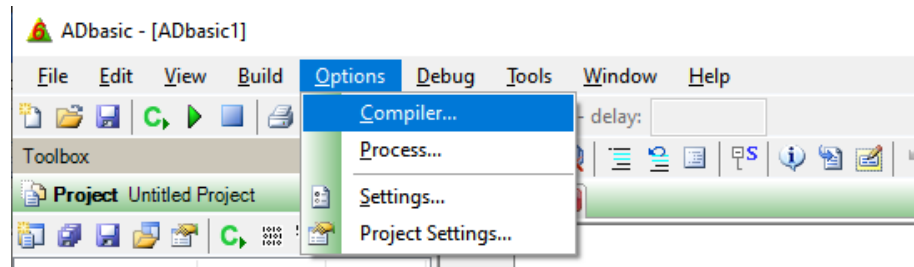 ADbasic - [ADbasic1]
File Edit View Build Options Debug Tools Window Help
Compiler...
- delay:
Toolbox
Process...
Project Untitled Project
Settings...
Project Settings...